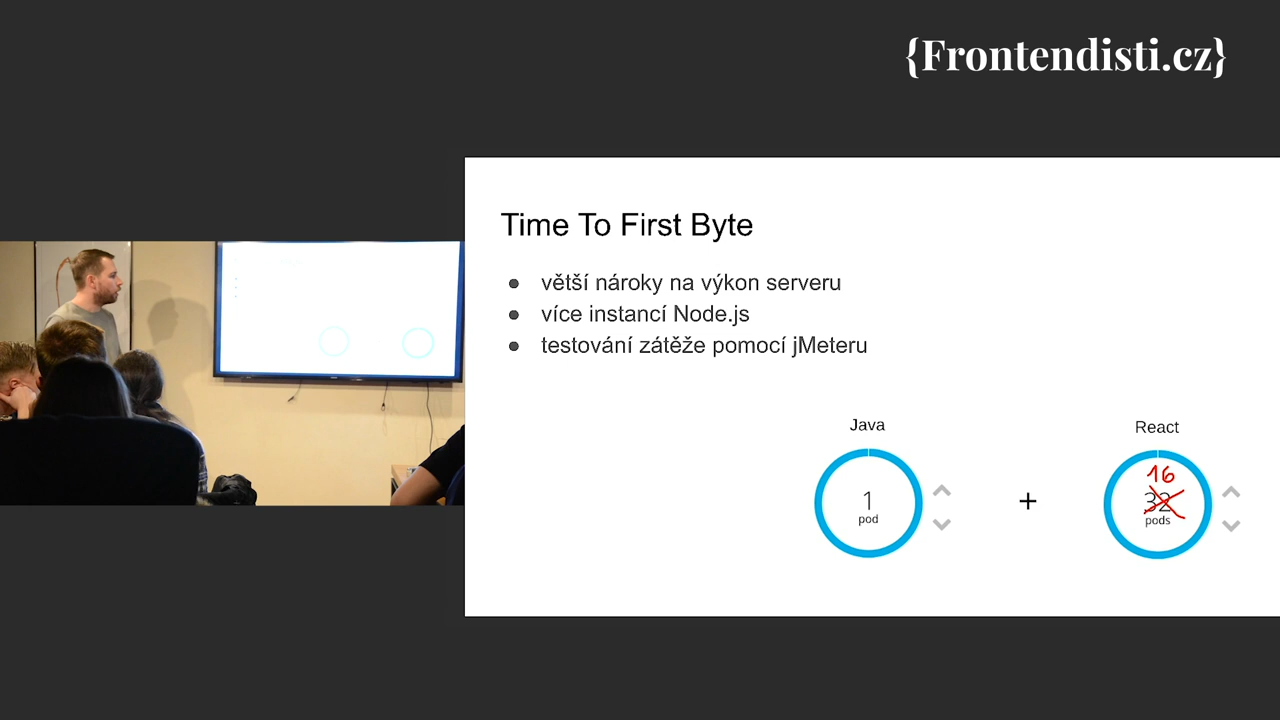 {Frontendisti.cz}
Time To First Byte
● větší nároky na výkon serveru
● více instancí Node.js
● testování zátěže pomocí jMeteru
Java
1
pod
+
React
16
32
pods